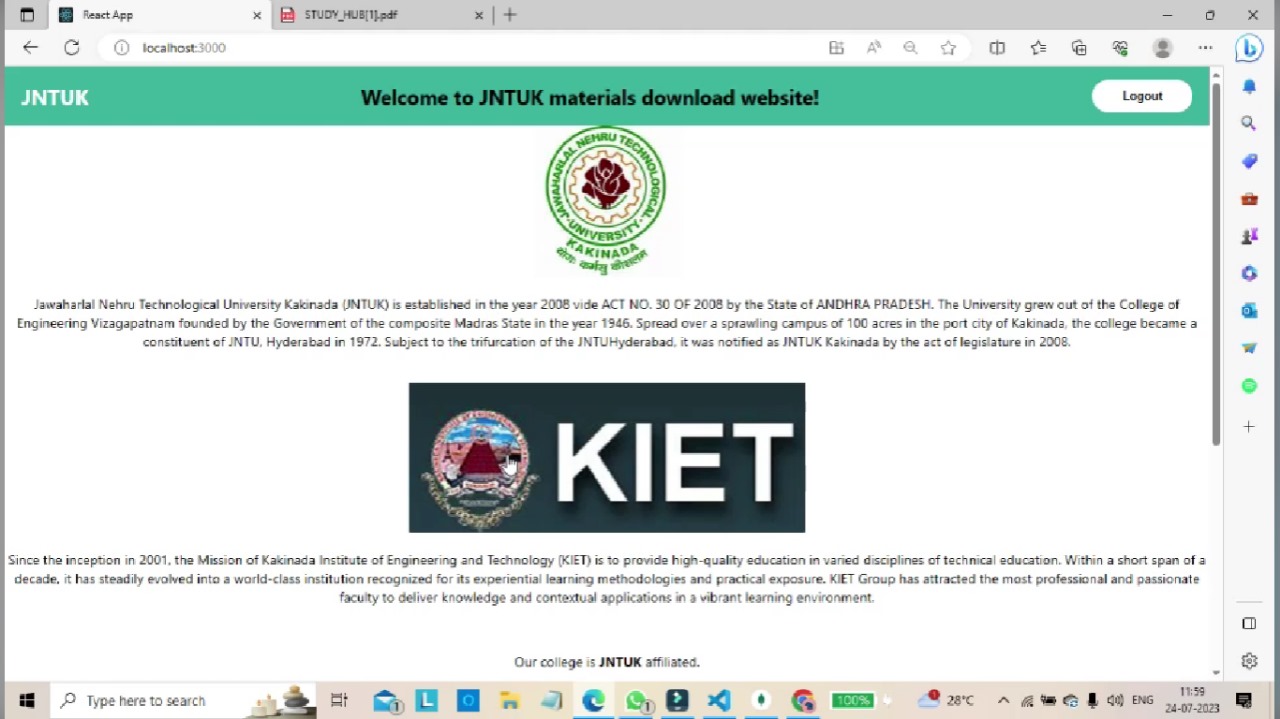 React App
STUDY_HUB[1].pdf
localhost:3000
JNTUK
Welcome to JNTUK materials download website!
Logout
JAWAHARLAL NEHRU TECHNOLOGICAL
UNIVERSITY
KAKINADA
Jawaharlal Nehru Technological University Kakinada (JNTUK) is established in the year 2008 vide ACT NO. 30 OF 2008 by the State of ANDHRA PRADESH. The University grew out of the College of
Engineering Vizagapatnam founded by the Government of the composite Madras State in the year 1946. Spread over a sprawling campus of 100 acres in the port city of Kakinada, the college became a
constituent of JNTU, Hyderabad in 1972. Subject to the trifurcation of the JNTUHyderabad, it was notified as JNTUK Kakinada by the act of legislature in 2008.
KIET
Since the inception in 2001, the Mission of Kakinada Institute of Engineering and Technology (KIET) is to provide high-quality education in varied disciplines of technical education. Within a short span of a
decade, it has steadily evolved into a world-class institution recognized for its experiential learning methodologies and practical exposure. KIET Group has attracted the most professional and passionate
faculty to deliver knowledge and contextual applications in a vibrant learning environment.
Our college is JNTUK affiliated.
Type here to search
100%
28°C
ENG
11:59
24-07-2023